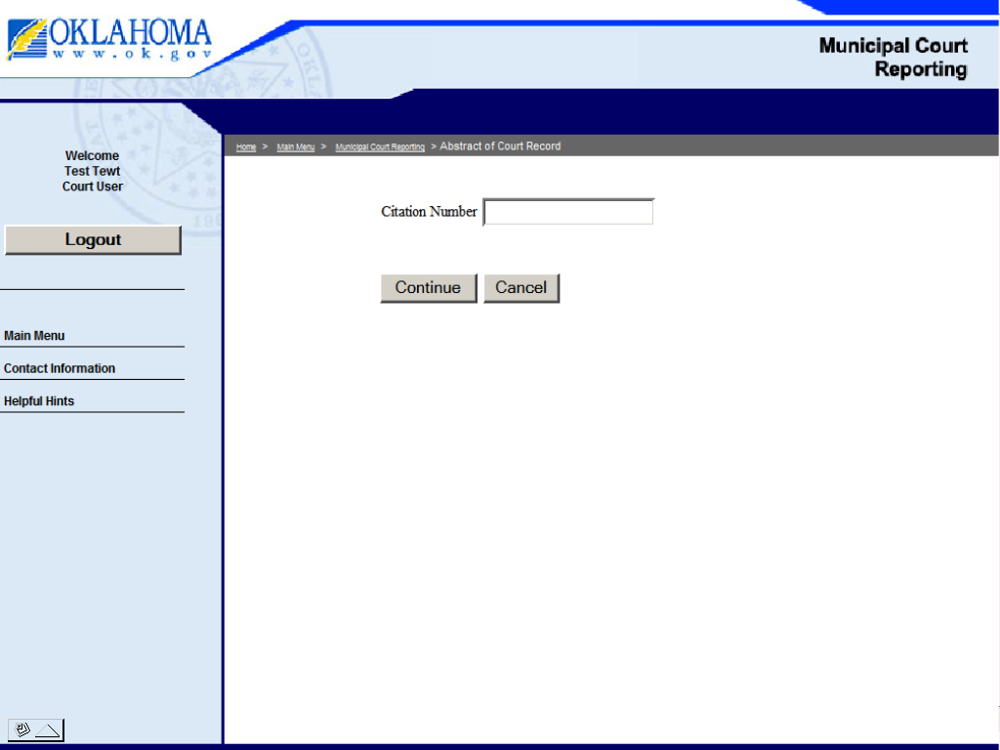 OKLAHOMA
www.ok.gov
Municipal Court
Reporting
Home > Main Menu > Municipal Court Reporting > Abstract of Court Record
Welcome
Test Tewt
Court User
Logout
Main Menu
Contact Information
Helpful Hints
Citation Number
Continue Cancel